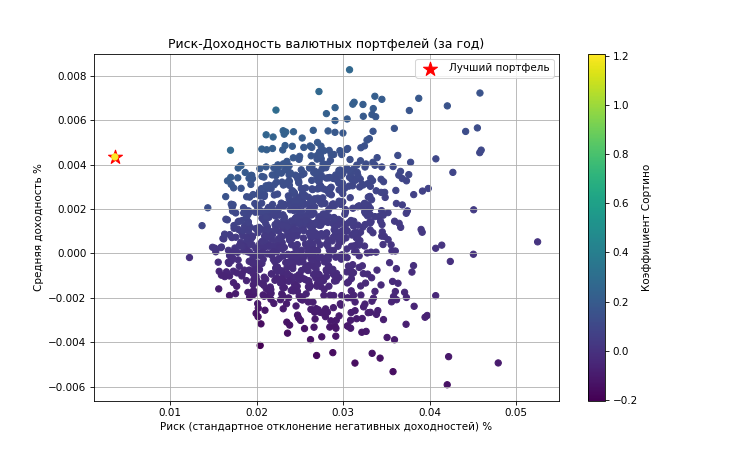 Риск-Доходность валютных портфелей (за год)
Лучший портфель
Средняя доходность %
0.008
0.006
0.004
0.002
0.000
−0.002
−0.004
−0.006
0.01 0.02 0.03 0.04 0.05
Риск (стандартное отклонение негативных доходностей) %
1.2
1.0
0.8
0.6
0.4
0.2
0.0
−0.2
Коэффициент Сортино